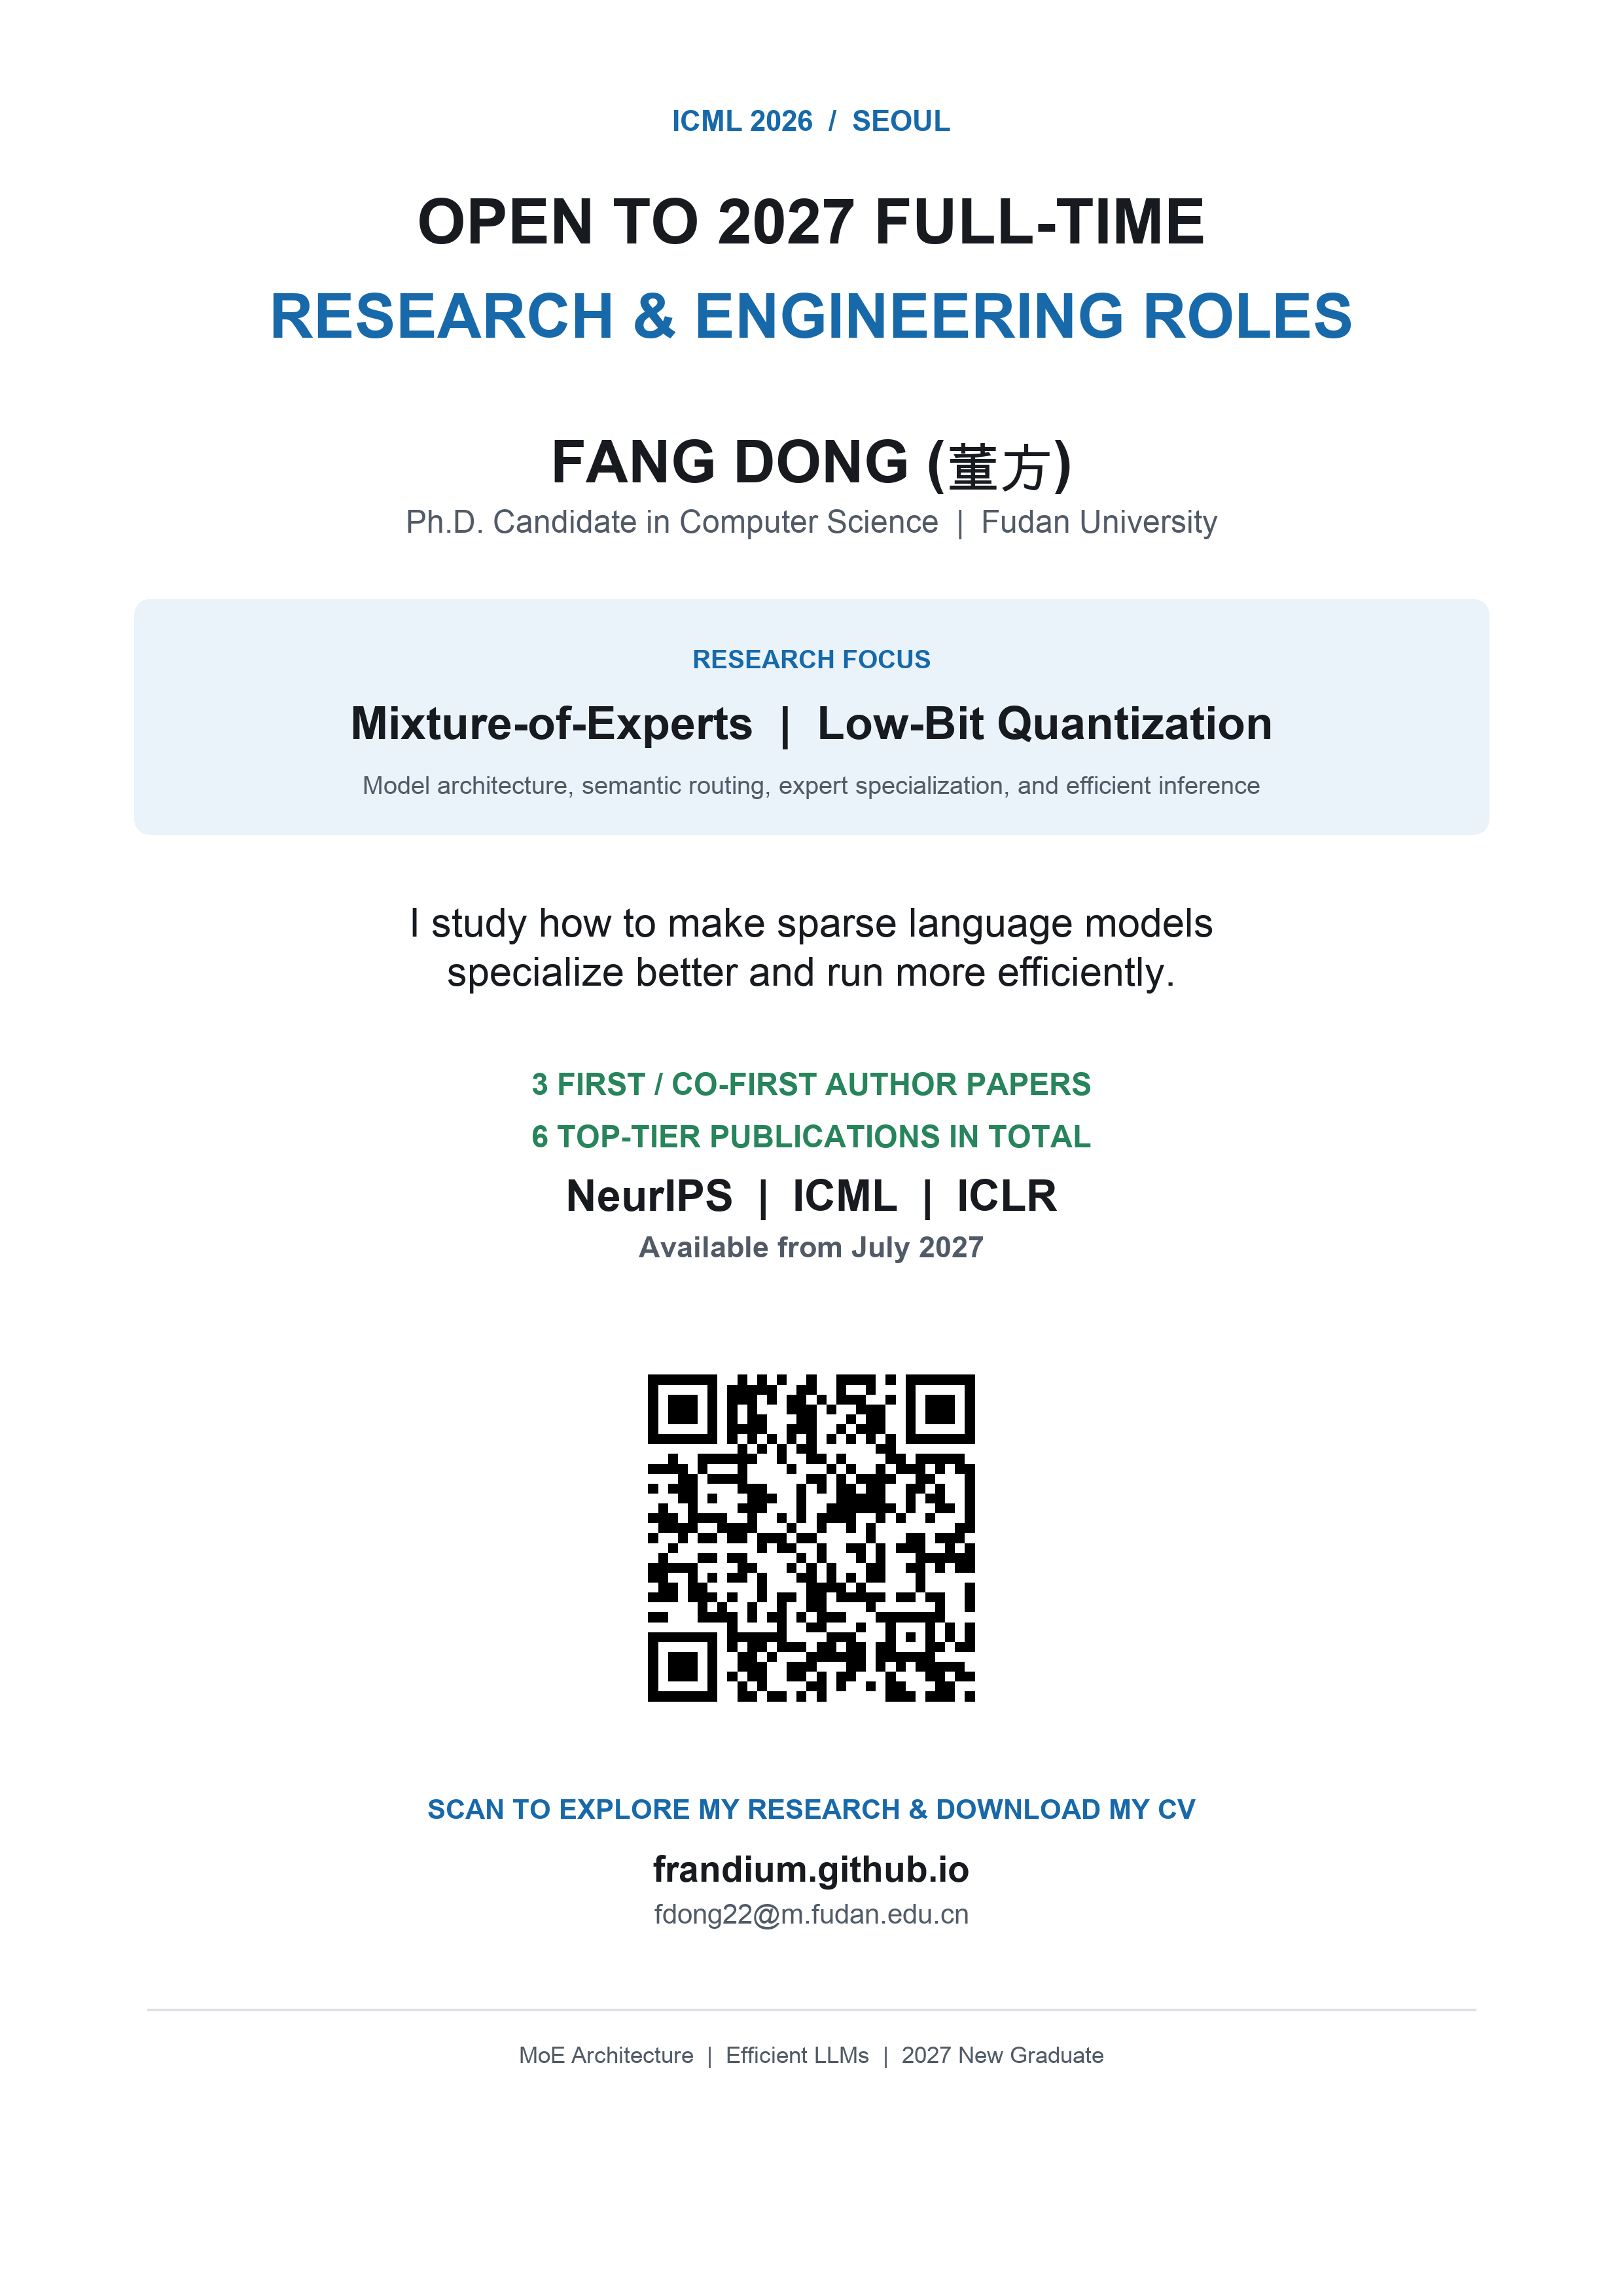 ICML 2026 / SEOUL
OPEN TO 2027 FULL-TIME
RESEARCH & ENGINEERING ROLES
FANG DONG (董方)
Ph.D. Candidate in Computer Science | Fudan University
RESEARCH FOCUS
Mixture-of-Experts | Low-Bit Quantization
Model architecture, semantic routing, expert specialization, and efficient inference
I study how to make sparse language models
specialize better and run more efficiently.
3 FIRST / CO-FIRST AUTHOR PAPERS
6 TOP-TIER PUBLICATIONS IN TOTAL
NeurIPS | ICML | ICLR
Available from July 2027
SCAN TO EXPLORE MY RESEARCH & DOWNLOAD MY CV
frandium.github.io
fdong22@m.fudan.edu.cn
MoE Architecture | Efficient LLMs | 2027 New Graduate